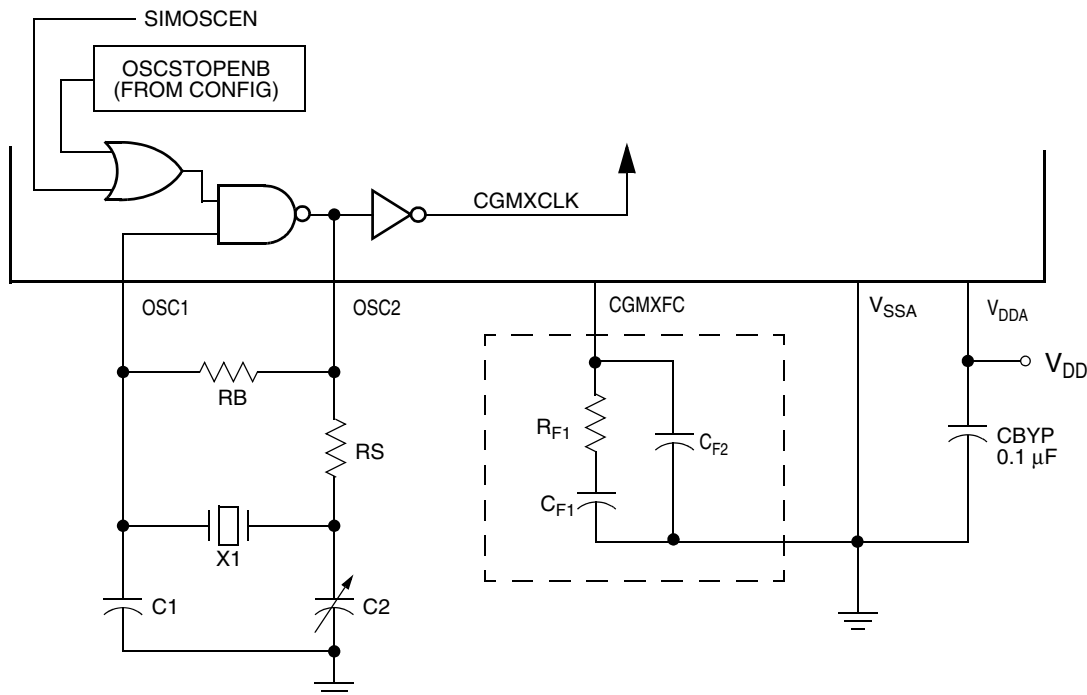 SIMOSCEN
OSCSTOPENB
(FROM CONFIG)
CGMXCLK
OSC1
OSC2
CGMXFC
VSSA
VDDA
VDD
RB
RS
RF1
CF2
CF1
CBYP
0.1 μF
X1
C1
C2